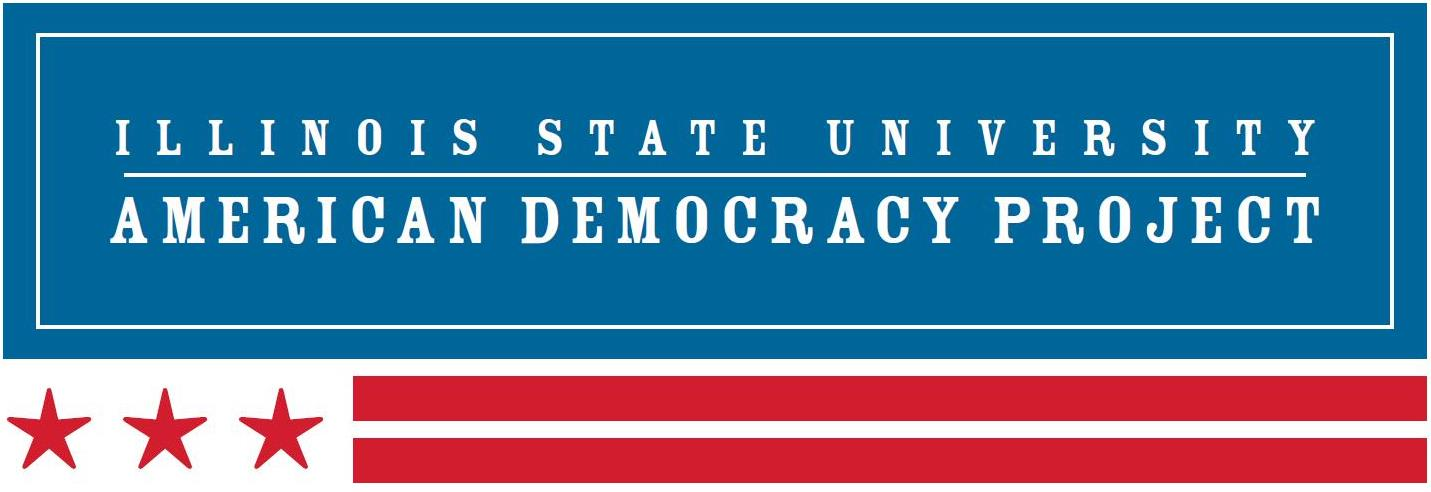 ILLINOIS STATE UNIVERSITY
AMERICAN DEMOCRACY PROJECT